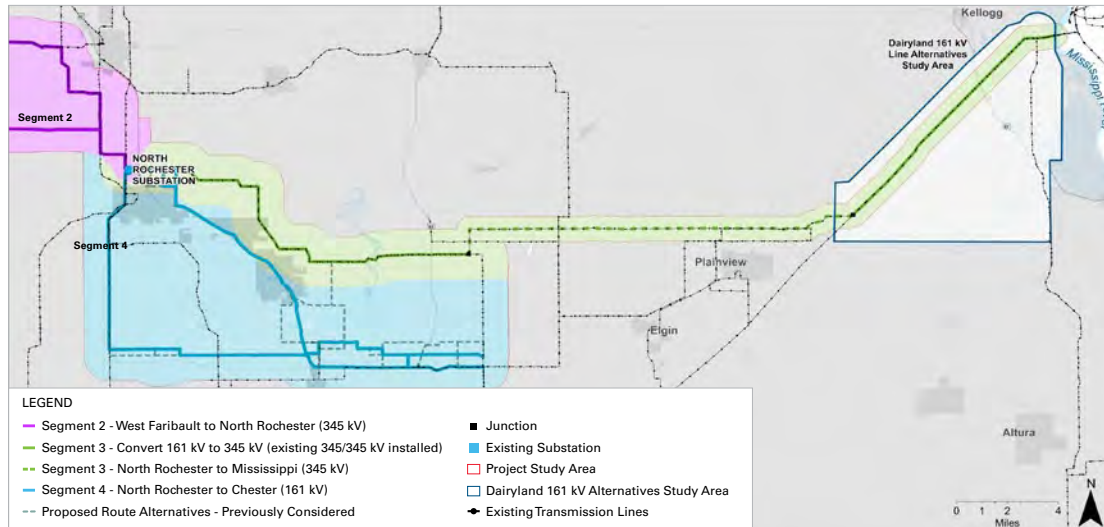 Kellogg
Dairyland 161 kV
Line Alternatives
Study Area
Mississippi River
Segment 2
NORTH
ROCHESTER
SUBSTATION
Segment 4
Plainview
Elgin
Altura
LEGEND
Segment 2 - West Faribault to North Rochester (345 kV)
Segment 3 - Convert 161 kV to 345 kV (existing 345/345 kV installed)
Segment 3 - North Rochester to Mississippi (345 kV)
Segment 4 - North Rochester to Chester (161 kV)
Proposed Route Alternatives - Previously Considered
Junction
Existing Substation
Project Study Area
Dairyland 161 kV Alternatives Study Area
Existing Transmission Lines
N
0 1 2 4
Miles